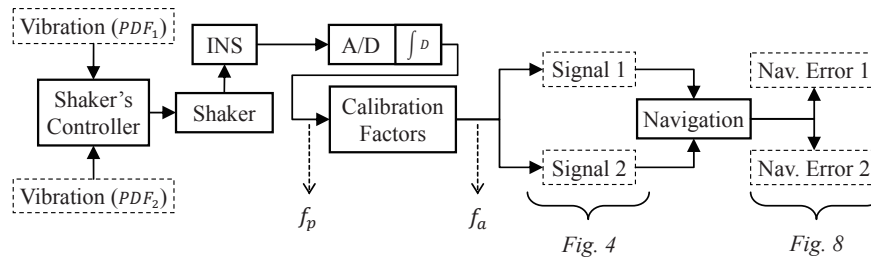 Vibration (PDF₁)
INS
A/D
∫ D
Shaker's
Controller
Shaker
Calibration
Factors
Signal 1
Nav. Error 1
Navigation
Vibration (PDF₂)
Signal 2
Nav. Error 2
fₚ
fₐ
Fig. 4
Fig. 8